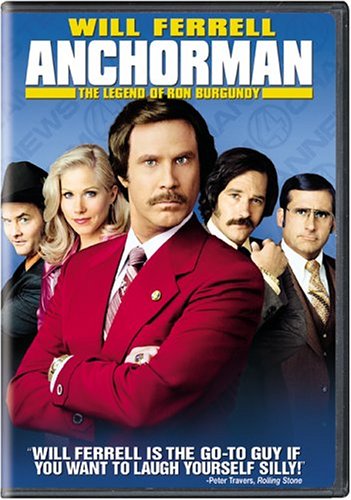 WILL FERRELL
ANCHORMAN
THE LEGEND OF RON BURGUNDY
"WILL FERRELL IS THE GO-TO GUY IF
YOU WANT TO LAUGH YOURSELF SILLY!"
-Peter Travers, Rolling Stone